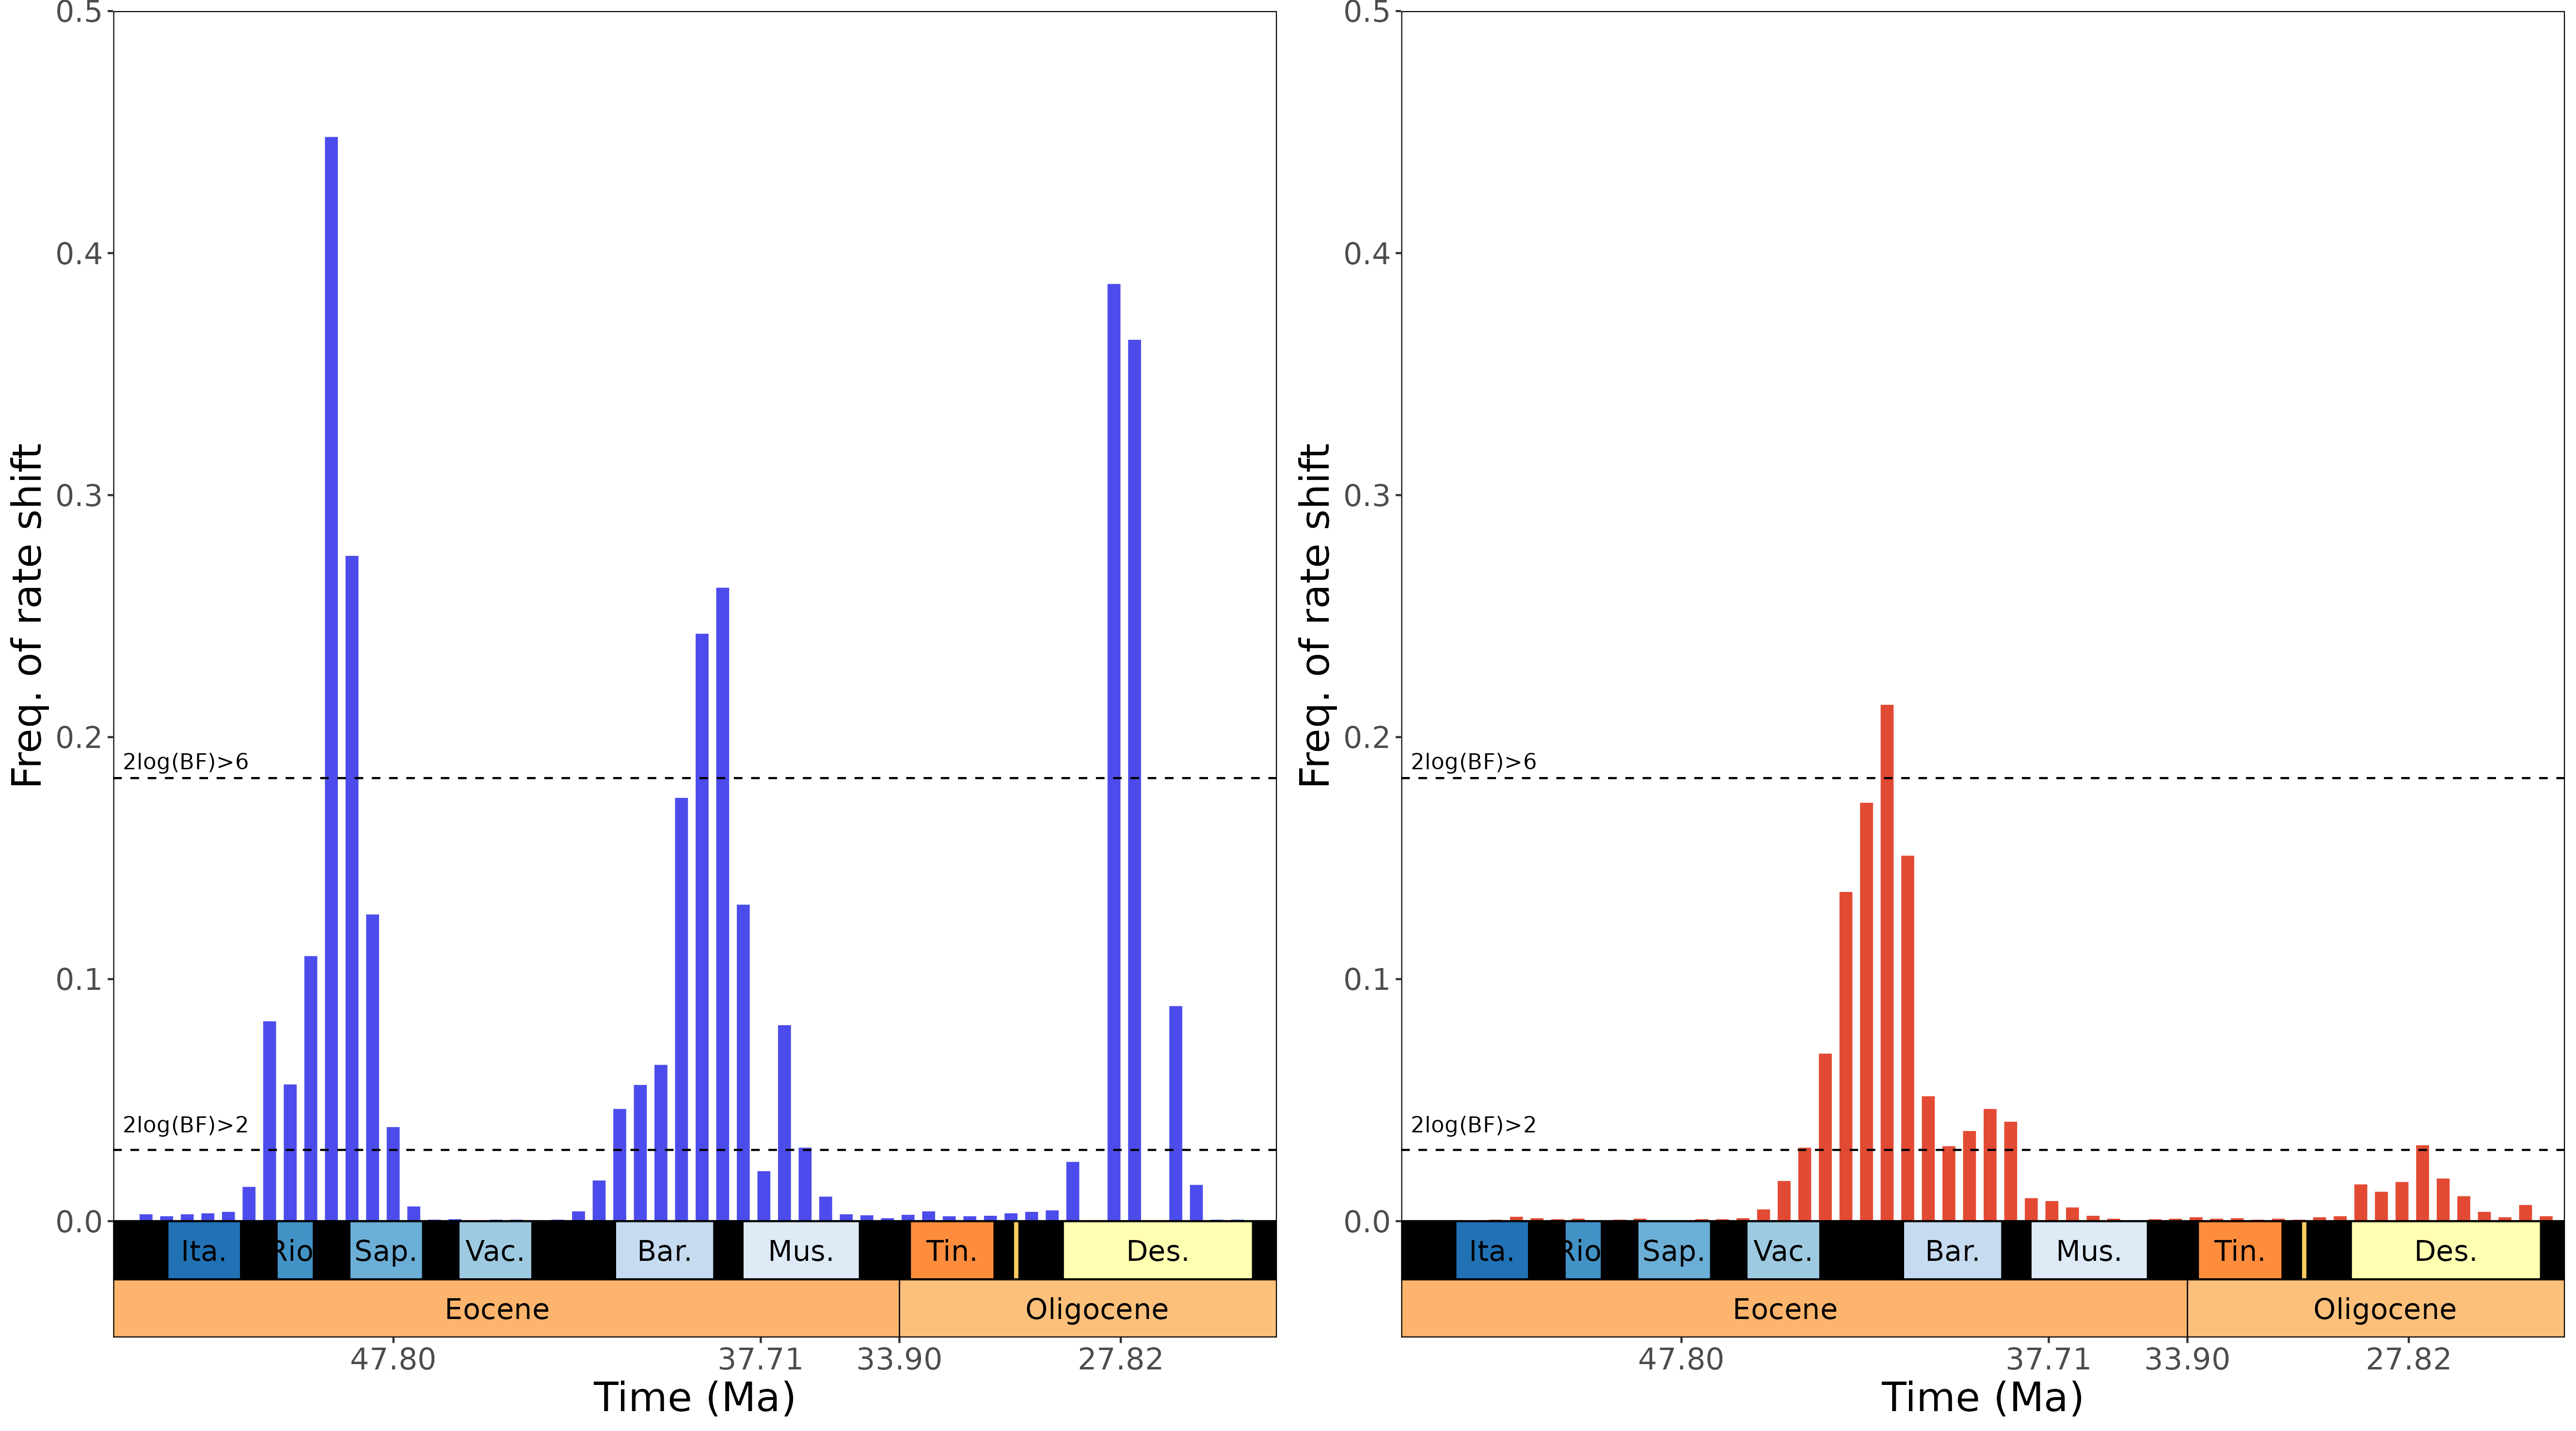 0.5
0.4
0.3
0.2
0.1
0.0
Freq. of rate shift
2log(BF)>6
2log(BF)>2
Ita. Rio Sap. Vac. Bar. Mus. Tin. Des.
Eocene Oligocene
47.80 37.71 33.90 27.82
Time (Ma)
0.5
0.4
0.3
0.2
0.1
0.0
Freq. of rate shift
2log(BF)>6
2log(BF)>2
Ita. Rio Sap. Vac. Bar. Mus. Tin. Des.
Eocene Oligocene
47.80 37.71 33.90 27.82
Time (Ma)